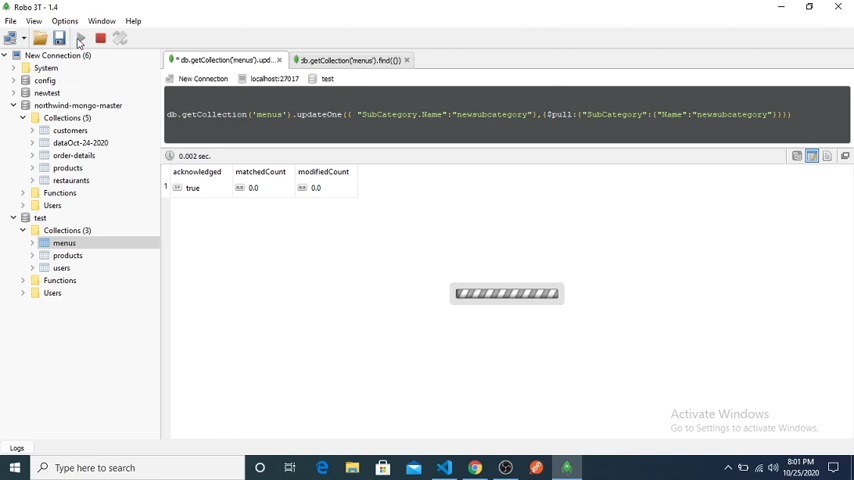 Robo 3T - 1.4
File View Options Window Help
New Connection (6)
System
config
newtest
northwind-mongo-master
Collections (5)
customers
dataOct-24-2020
order-details
products
restaurants
Functions
Users
test
Collections (3)
menus
products
users
Functions
Users
* db.getCollection('menus').upd...
db.getCollection('menus').find({})
New Connection localhost:27017 test
db.getCollection('menus').updateOne({ "SubCategory.Name":"newsubcategory"},{$pull:{"SubCategory":{"Name":"newsubcategory"}}})
0.002 sec.
acknowledged matchedCount modifiedCount
1 true 0.0 0.0
Activate Windows
Go to Settings to activate Windows.
Logs
Type here to search
8:01 PM
10/25/2020